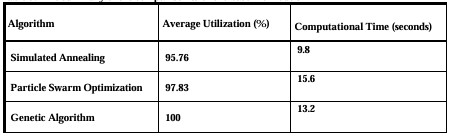 Algorithm Average Utilization (%) Computational Time (seconds)
Simulated Annealing 95.76 9.8
Particle Swarm Optimization 97.83 15.6
Genetic Algorithm 100 13.2